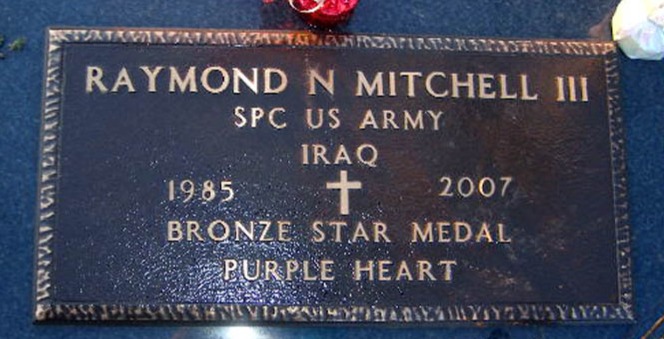 RAYMOND N MITCHELL III
SPC US ARMY
IRAQ
1985 2007
BRONZE STAR MEDAL
PURPLE HEART